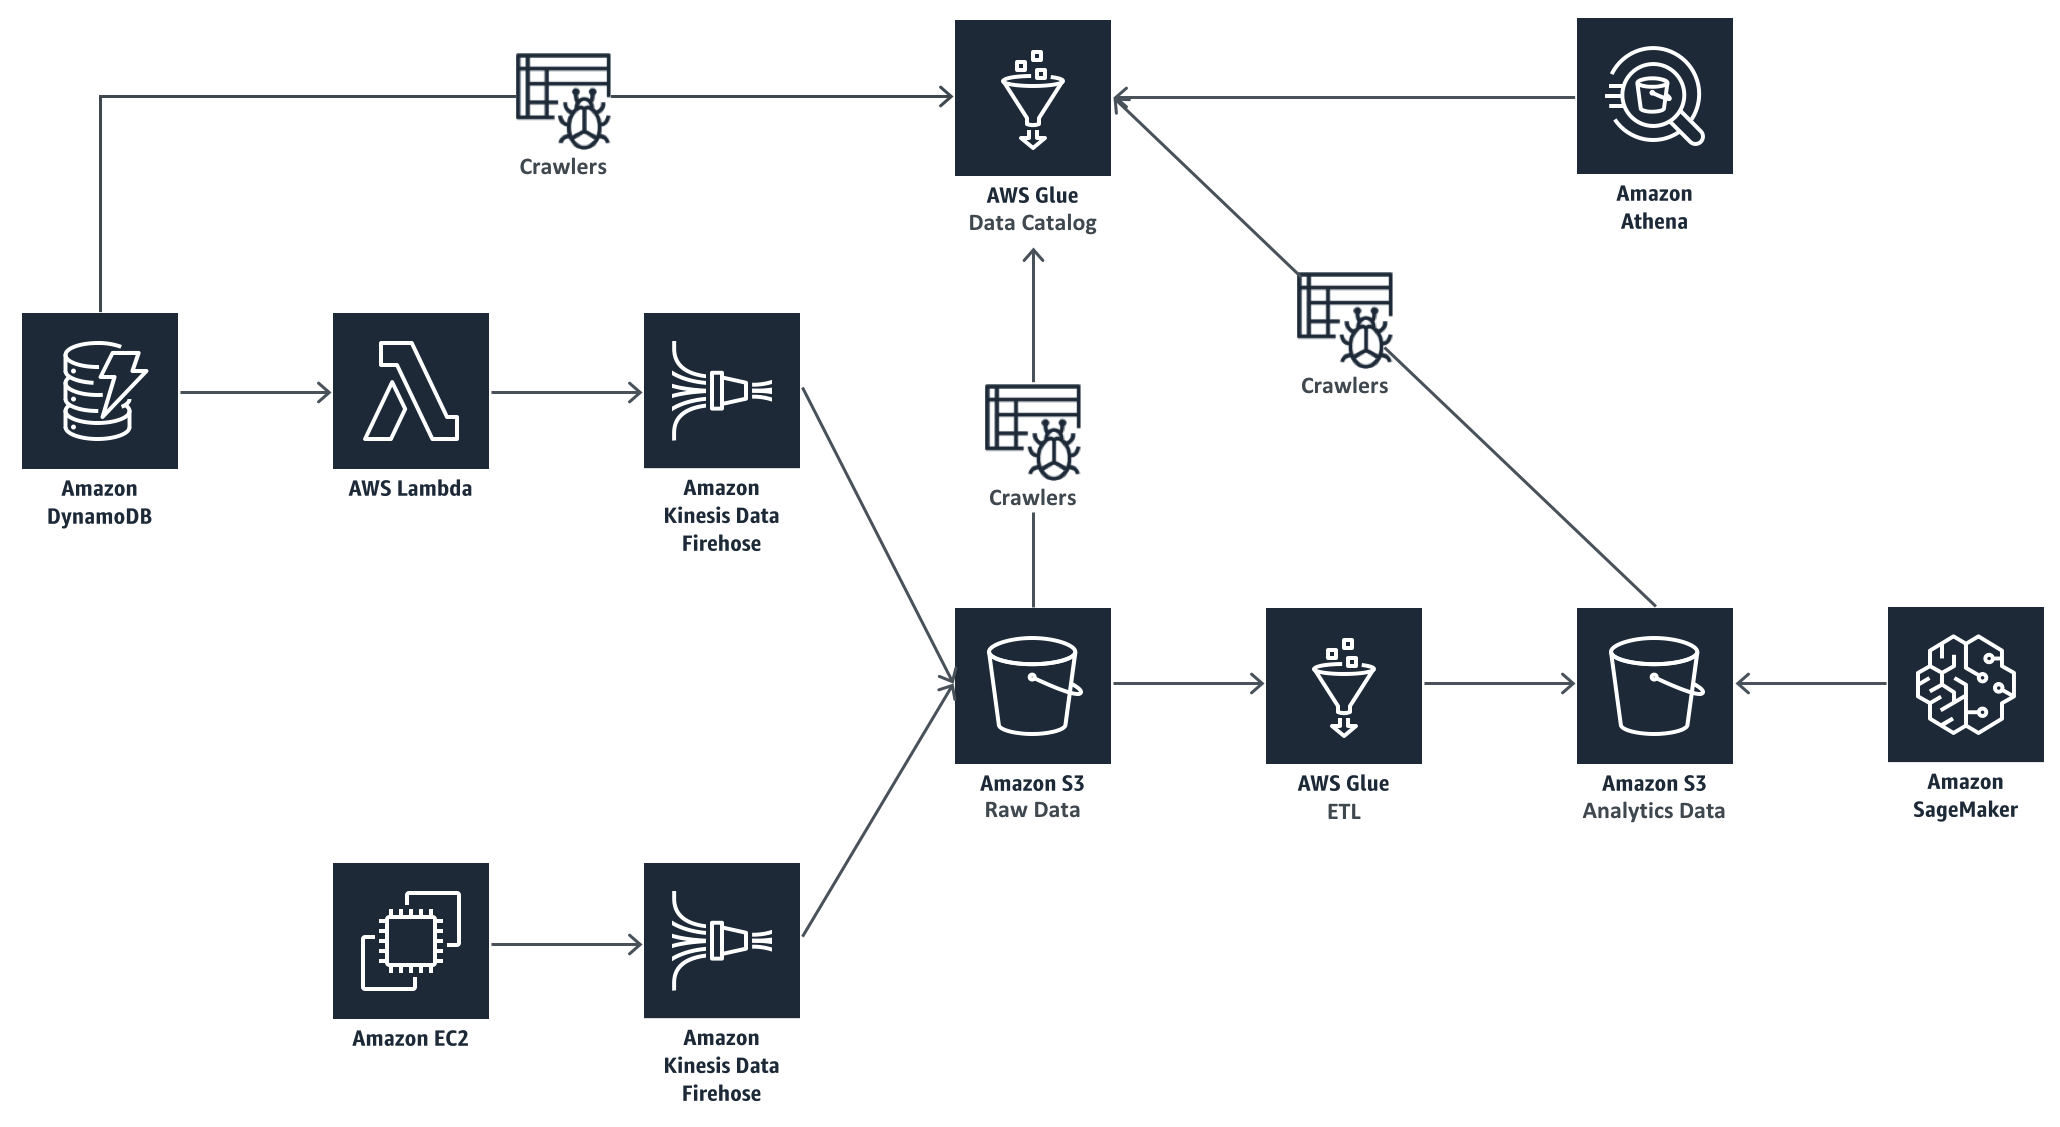 Crawlers
AWS Glue
Data Catalog
Amazon
Athena
Crawlers
Amazon
DynamoDB
AWS Lambda
Amazon
Kinesis Data
Firehose
Crawlers
Amazon S3
Raw Data
AWS Glue
ETL
Amazon S3
Analytics Data
Amazon
SageMaker
Amazon EC2
Amazon
Kinesis Data
Firehose